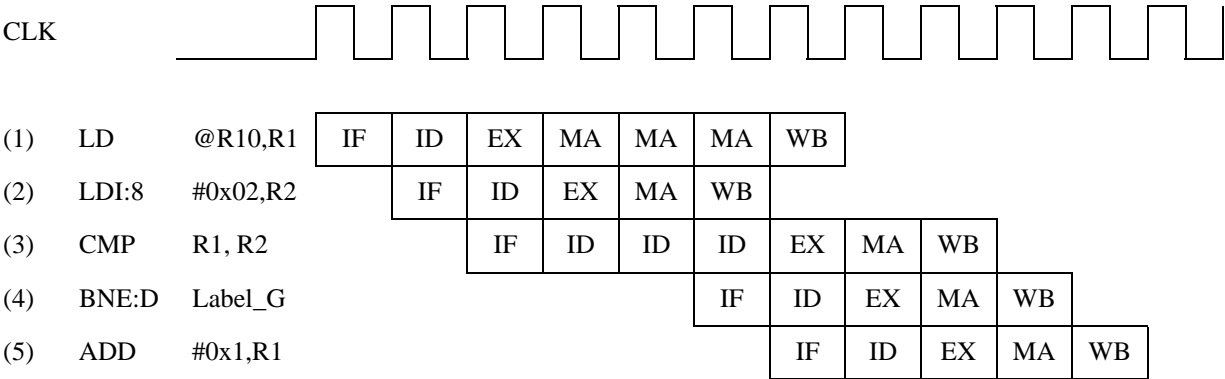 CLK
(1) LD @R10,R1 IF ID EX MA MA MA WB
(2) LDI:8 #0x02,R2 IF ID EX MA WB
(3) CMP R1, R2 IF ID ID ID EX MA WB
(4) BNE:D Label_G IF ID EX MA WB
(5) ADD #0x1,R1 IF ID EX MA WB